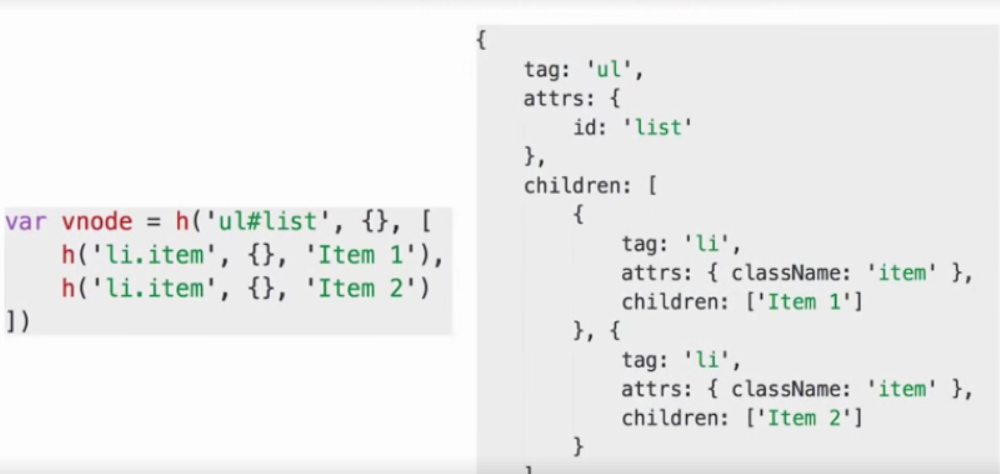 var vnode = h('ul#list', {}, [
    h('li.item', {}, 'Item 1'),
    h('li.item', {}, 'Item 2')
])
{
    tag: 'ul',
    attrs: {
        id: 'list'
    },
    children: [
        {
            tag: 'li',
            attrs: { className: 'item' },
            children: ['Item 1']
        }, {
            tag: 'li',
            attrs: { className: 'item' },
            children: ['Item 2']
        }
    ]